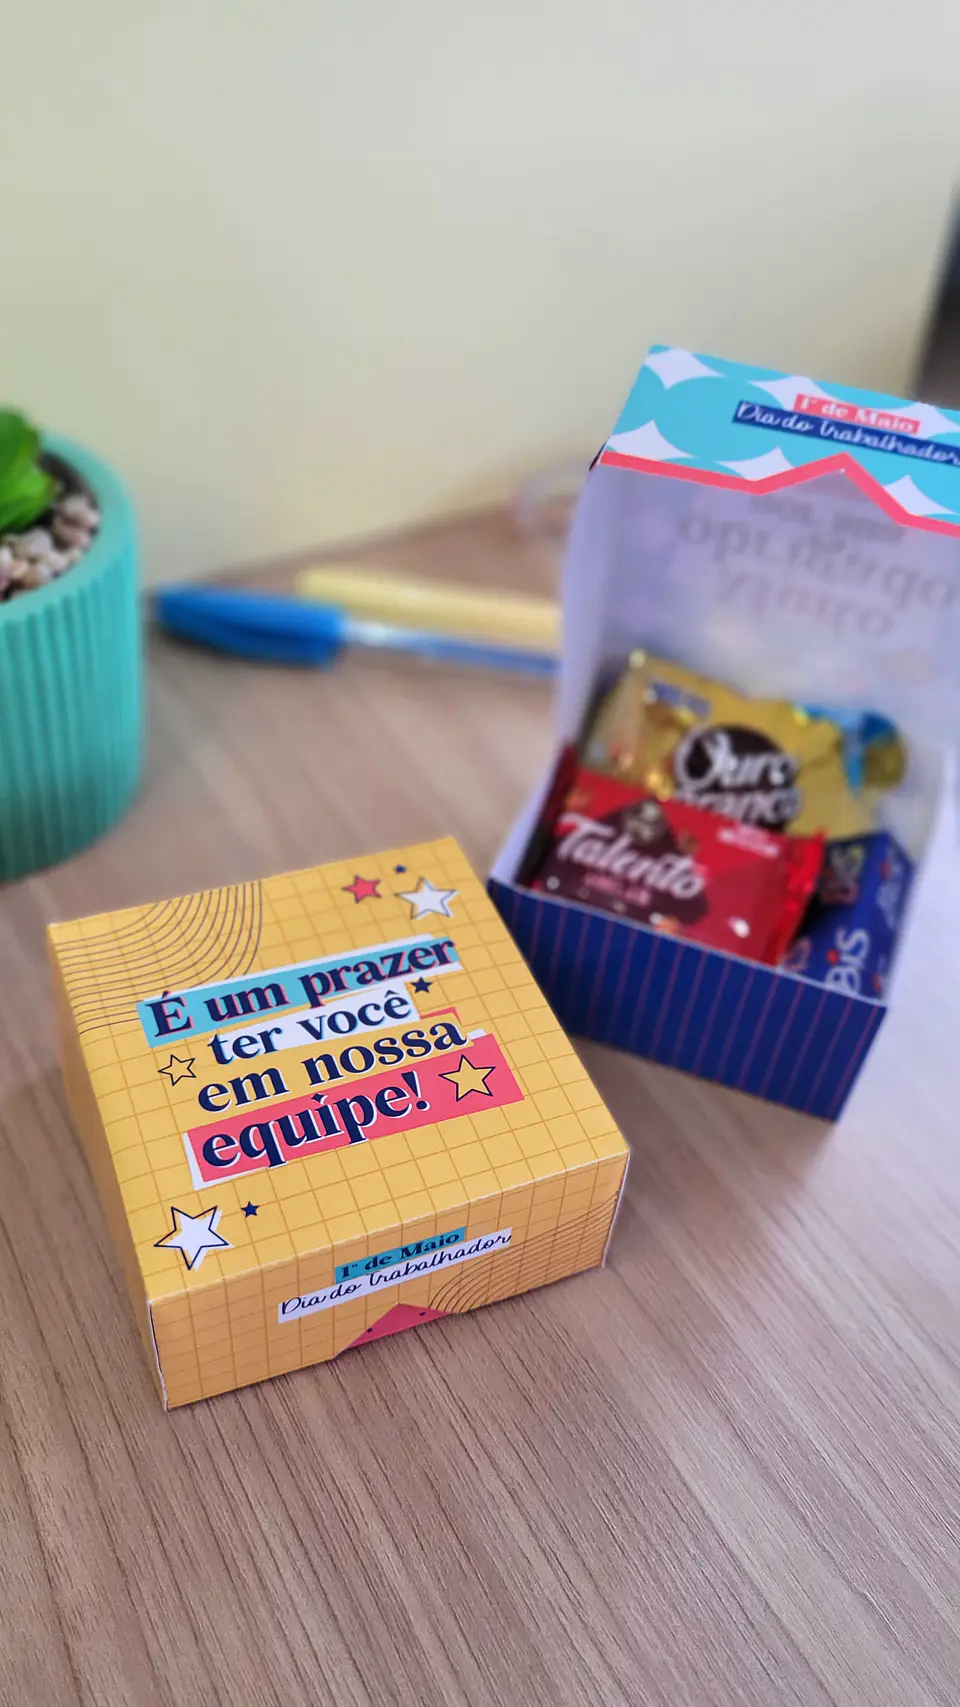 É um prazer
ter você
em nossa
equipe!
1º de Maio
Dia do Trabalhador
1º de Maio
Dia do Trabalhador
Ouro
Branco
Talento
BIS